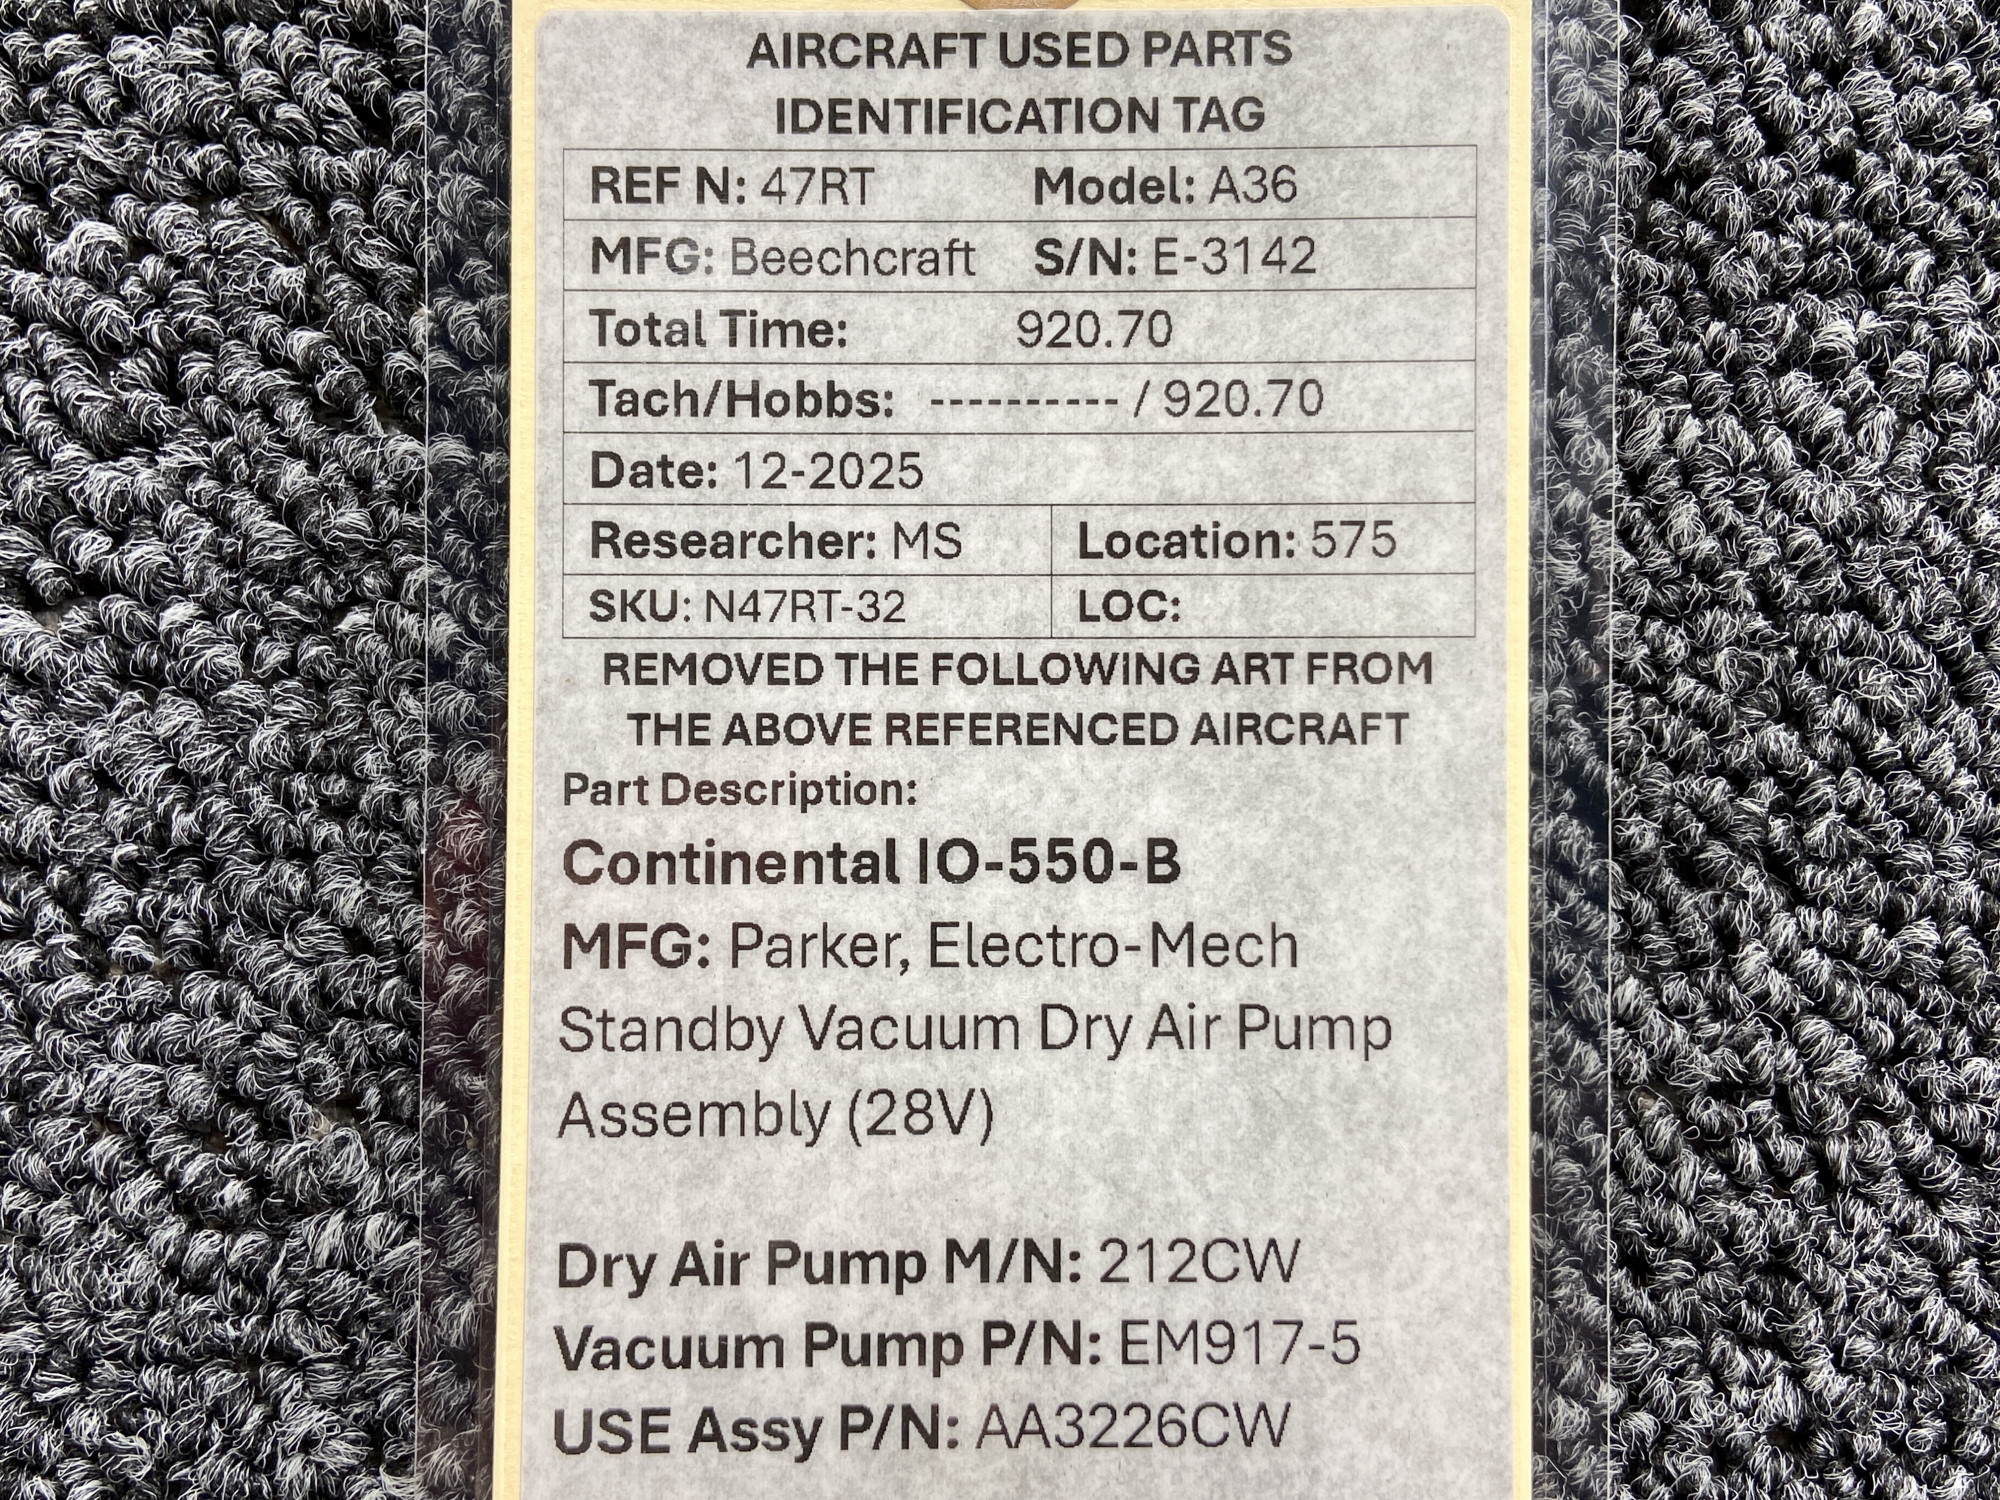 AIRCRAFT USED PARTS
IDENTIFICATION TAG
REF N: 47RT Model: A36
MFG: Beechcraft S/N: E-3142
Total Time: 920.70
Tach/Hobbs: ---------- / 920.70
Date: 12-2025
Researcher: MS Location: 575
SKU: N47RT-32 LOC:
REMOVED THE FOLLOWING ART FROM
THE ABOVE REFERENCED AIRCRAFT
Part Description:
Continental IO-550-B
MFG: Parker, Electro-Mech
Standby Vacuum Dry Air Pump
Assembly (28V)
Dry Air Pump M/N: 212CW
Vacuum Pump P/N: EM917-5
USE Assy P/N: AA3226CW